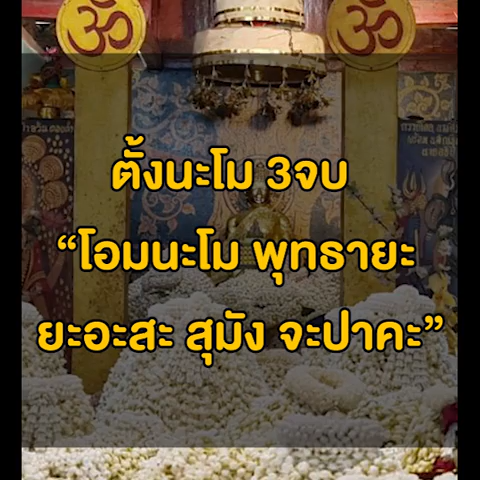 ॐ ॐ
ตั้งนะโม 3จบ
“โอมนะโม พุทธายะ
ยะอะสะ สุมัง จะปาคะ”